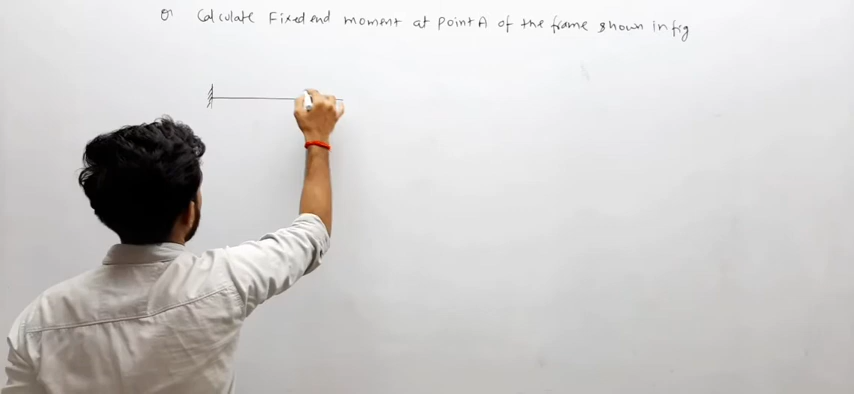 Q? Calculate Fixed end moment at point A of the frame shown in fig